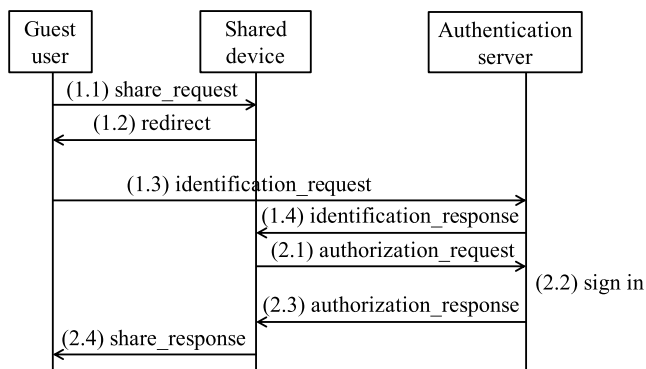 Guest
user
Shared
device
Authentication
server
(1.1) share_request
(1.2) redirect
(1.3) identification_request
(1.4) identification_response
(2.1) authorization_request
(2.2) sign in
(2.3) authorization_response
(2.4) share_response